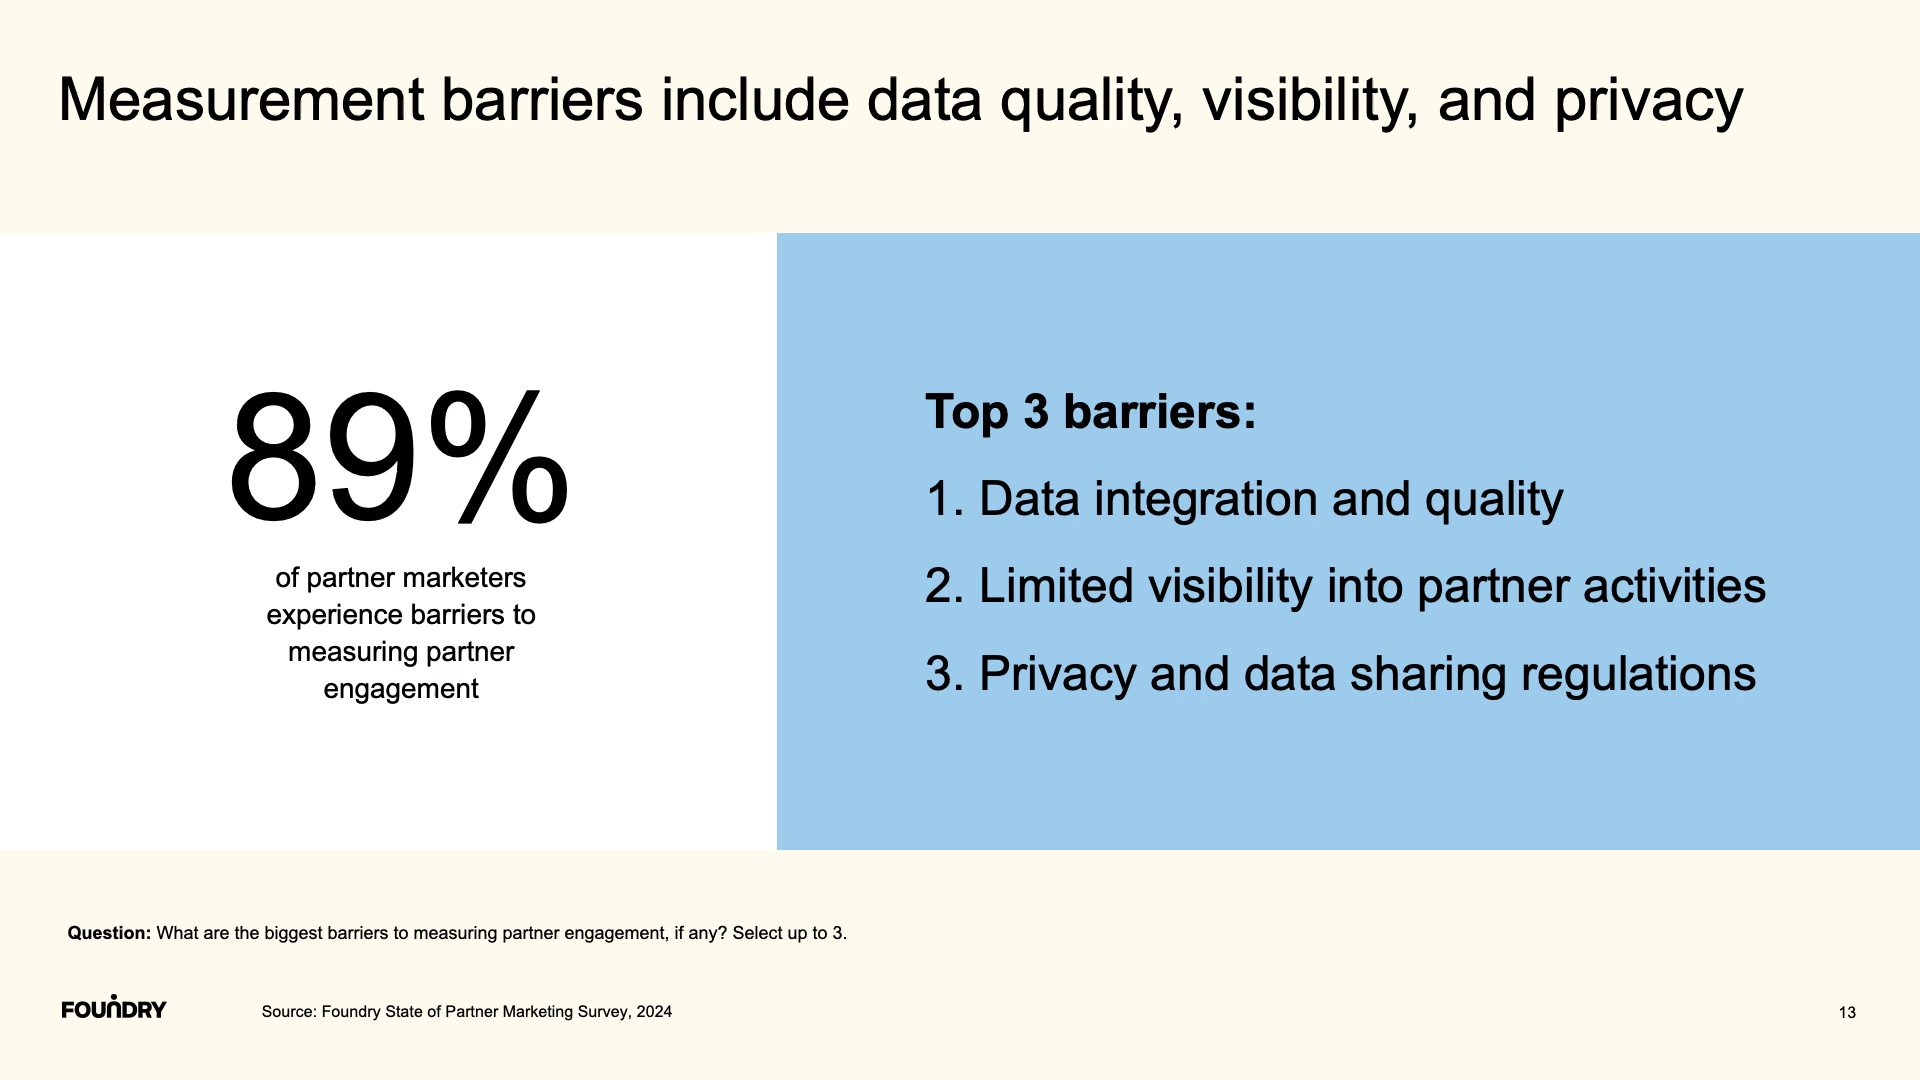 Measurement barriers include data quality, visibility, and privacy
89%
of partner marketers
experience barriers to
measuring partner
engagement
Top 3 barriers:
1. Data integration and quality
2. Limited visibility into partner activities
3. Privacy and data sharing regulations
Question: What are the biggest barriers to measuring partner engagement, if any? Select up to 3.
FOUNDRY
Source: Foundry State of Partner Marketing Survey, 2024
13